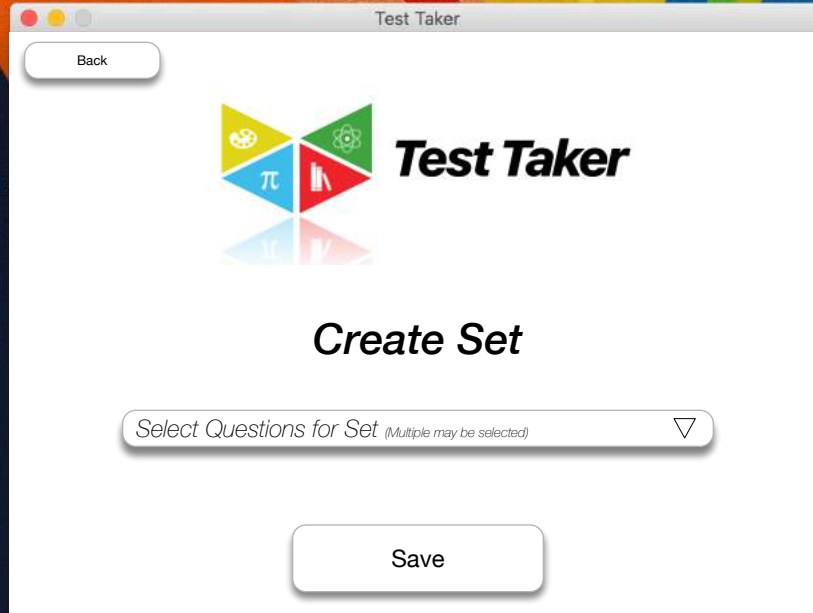 Test Taker
Back
π
Test Taker
Create Set
Select Questions for Set (Multiple may be selected)
Save